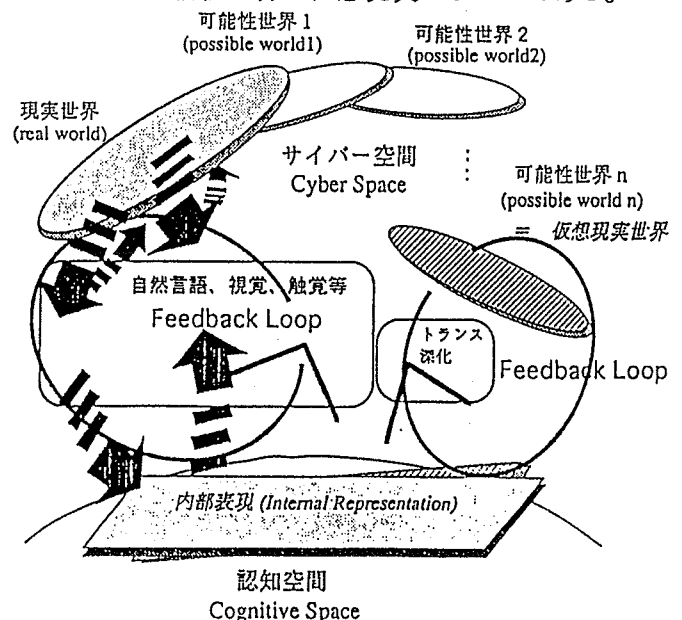 可能性世界 1
(possible world1)
可能性世界 2
(possible world2)
現実世界
(real world)
サイバー空間
Cyber Space
可能性世界 n
(possible world n)
＝ 仮想現実世界
自然言語、視覚、触覚等
Feedback Loop
トランス
深化
Feedback Loop
内部表現 (Internal Representation)
認知空間
Cognitive Space